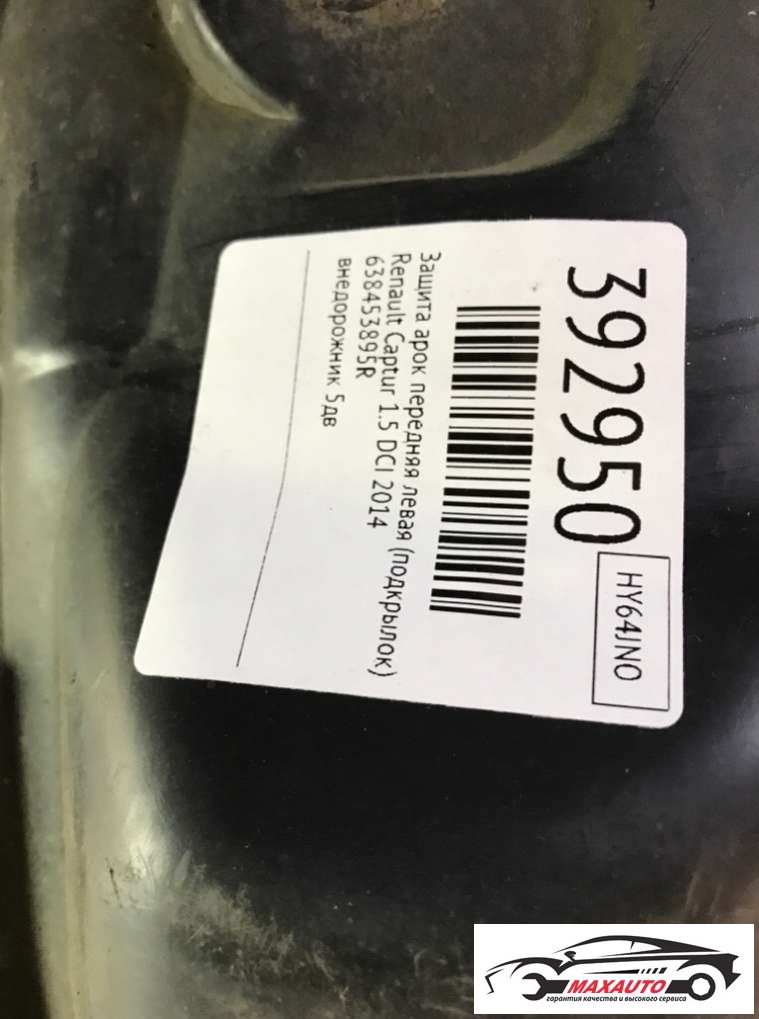 392950
HY64JNO
Защита арок передняя левая (подкрылок)
Renault Captur 1.5 DCI 2014
638453895R
внедорожник 5дв
MAXAUTO
гарантия качества и высокого сервиса